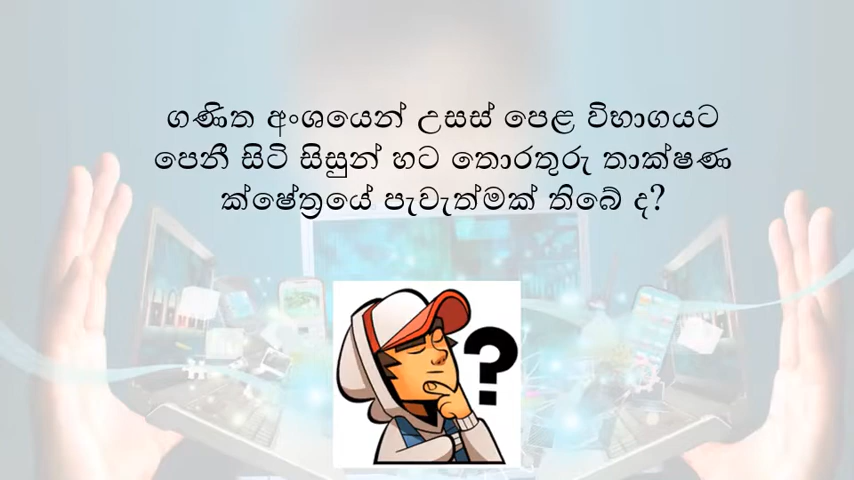 ගණිත අංශයෙන් උසස් පෙළ විභාගයට
පෙනී සිටි සිසුන් හට තොරතුරු තාක්ෂණ
ක්ෂේත්‍රයේ පැවැත්මක් තිබේ ද?
?